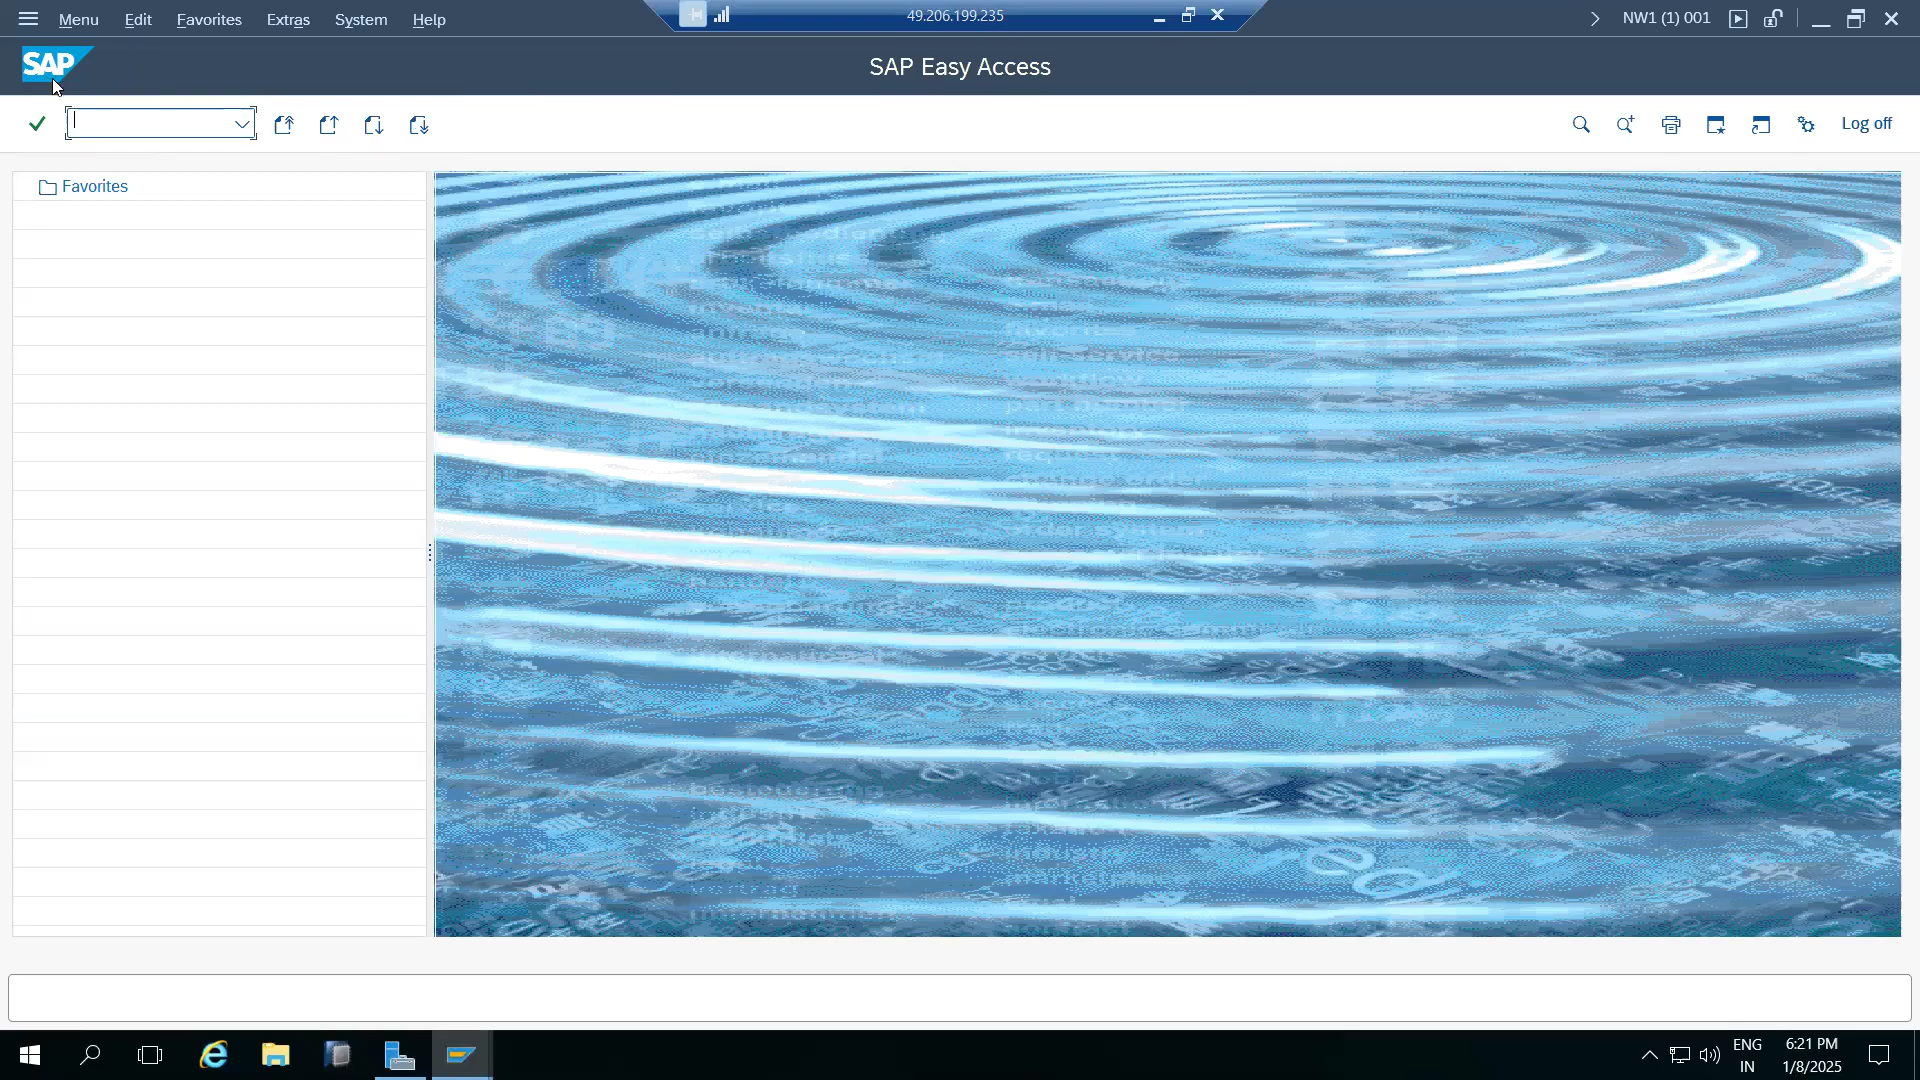 Menu Edit Favorites Extras System Help
49.206.199.235
NW1 (1) 001
SAP
SAP Easy Access
Log off
Favorites
ENG
IN
6:21 PM
1/8/2025